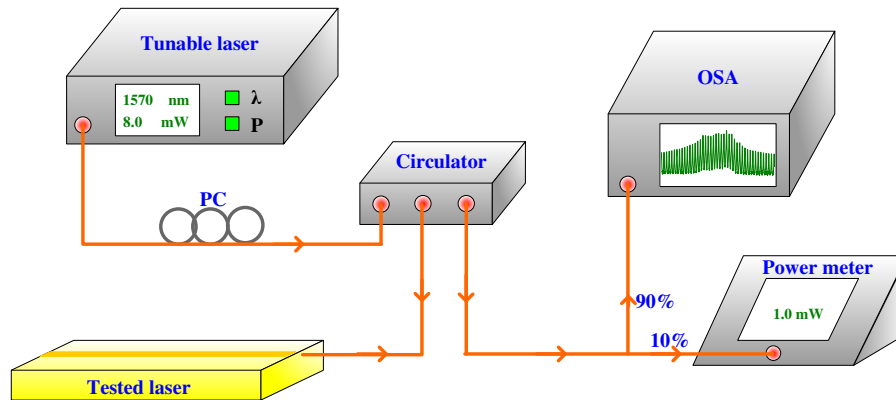 Tunable laser
1570 nm
8.0 mW
λ
P
OSA
Circulator
PC
Power meter
1.0 mW
90%
10%
Tested laser